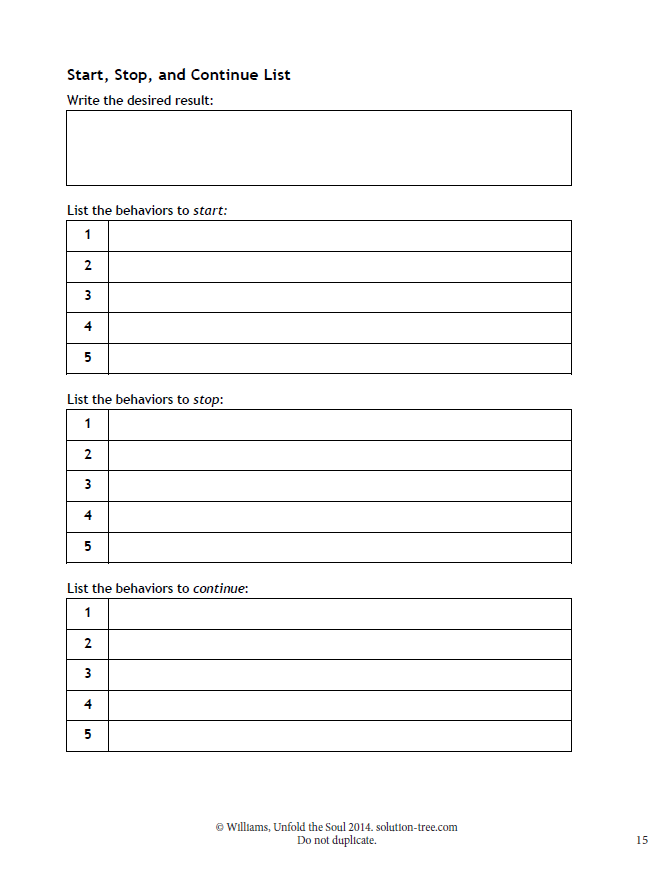 Start, Stop, and Continue List
Write the desired result:
List the behaviors to start:
1
2
3
4
5
List the behaviors to stop:
1
2
3
4
5
List the behaviors to continue:
1
2
3
4
5
© Williams, Unfold the Soul 2014. solution-tree.com
Do not duplicate.
15